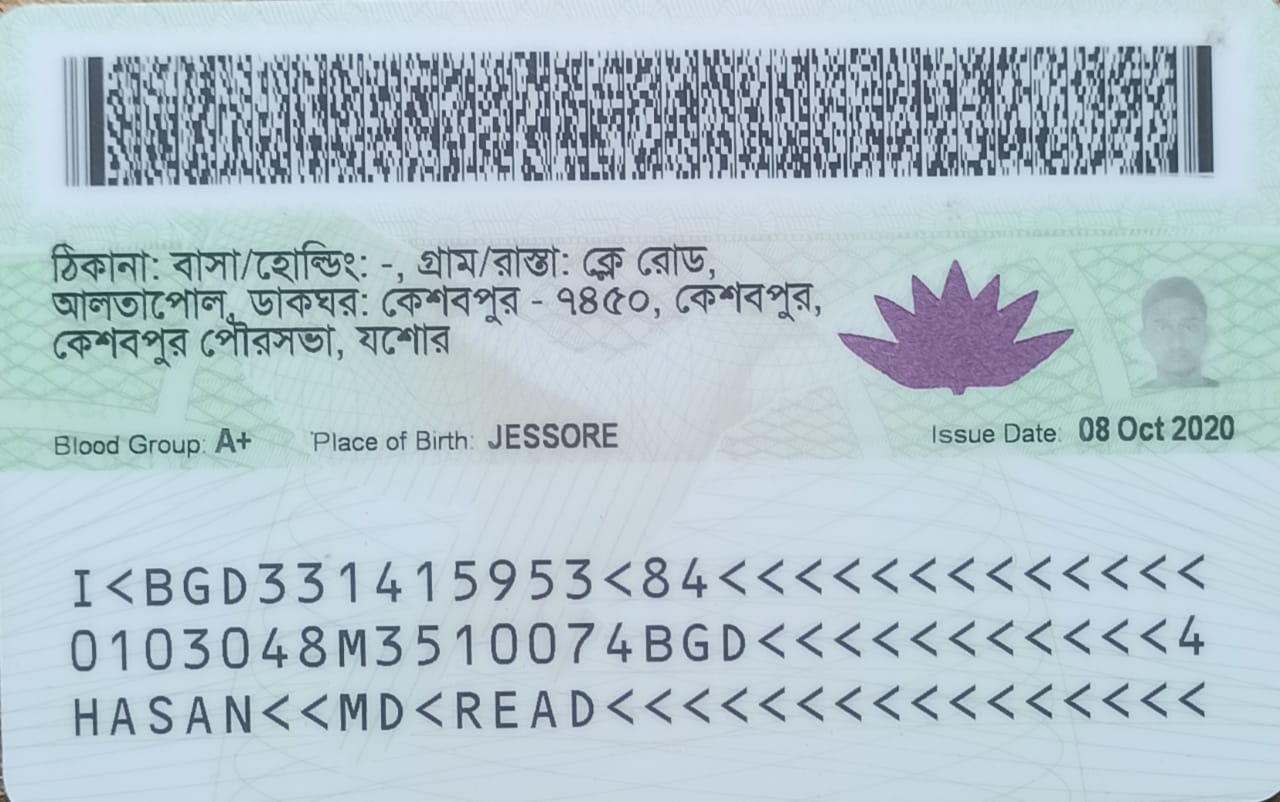 ঠিকানা: বাসা/হোল্ডিং: -, গ্রাম/রাস্তা: ক্লে রোড,
আলতাপোল, ডাকঘর: কেশবপুর - ৭৪৫০, কেশবপুর,
কেশবপুর পৌরসভা, যশোর
Blood Group: A+ Place of Birth: JESSORE Issue Date: 08 Oct 2020
I<BGD331415953<84<<<<<<<<<<<<<<
0103048M3510074BGD<<<<<<<<<<<4
HASAN<<MD<READ<<<<<<<<<<<<<<<<